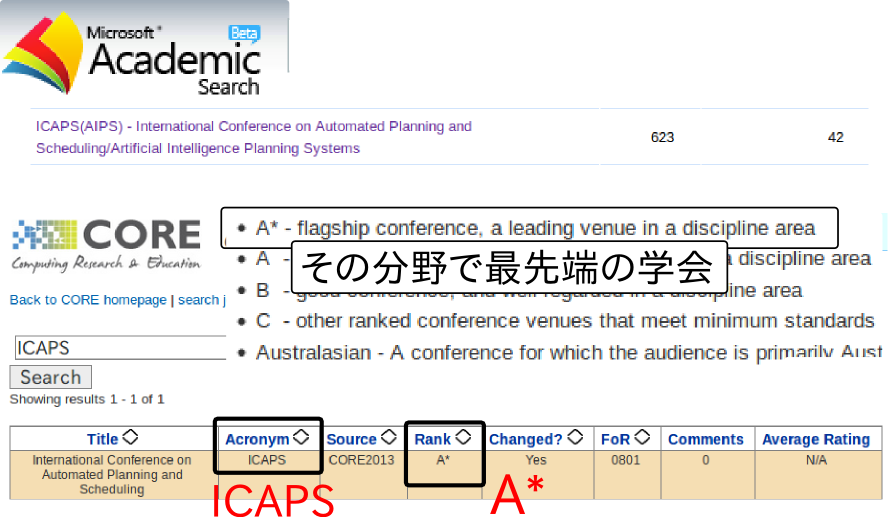 Microsoft
Beta
Academic
Search
ICAPS(AIPS) - International Conference on Automated Planning and
Scheduling/Artificial Intelligence Planning Systems
623
42
CORE
Computing Research & Education
Back to CORE homepage | search j
• A* - flagship conference, a leading venue in a discipline area
• A - a discipline area
その分野で最先端の学会
• B - good conference, and well regarded in a discipline area
• C - other ranked conference venues that meet minimum standards
• Australasian - A conference for which the audience is primarily Aust
ICAPS
Search
Showing results 1 - 1 of 1
Title Acronym Source Rank Changed? FoR Comments Average Rating
International Conference on Automated Planning and Scheduling ICAPS CORE2013 A* Yes 0801 0 N/A
ICAPS A*